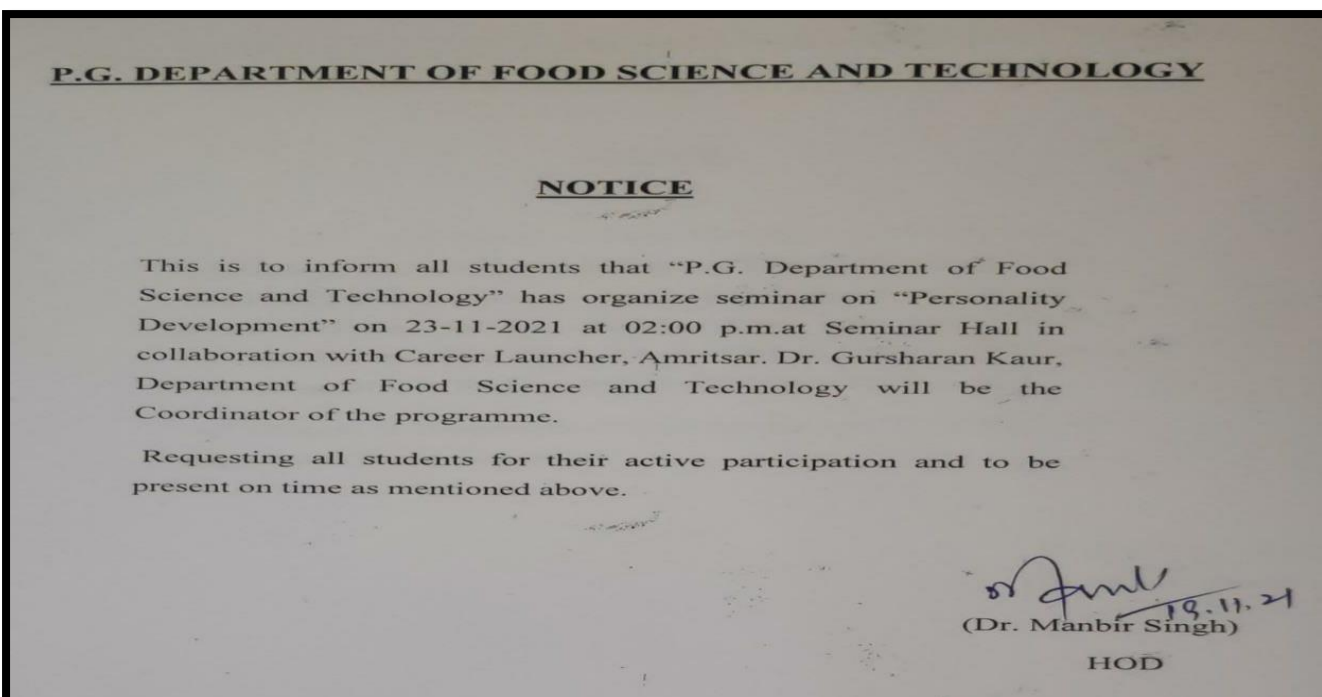 P.G. DEPARTMENT OF FOOD SCIENCE AND TECHNOLOGY
NOTICE
This is to inform all students that “P.G. Department of Food
Science and Technology” has organize seminar on “Personality
Development” on 23-11-2021 at 02:00 p.m.at Seminar Hall in
collaboration with Career Launcher, Amritsar. Dr. Gursharan Kaur,
Department of Food Science and Technology will be the
Coordinator of the programme.
Requesting all students for their active participation and to be
present on time as mentioned above.
19.11.21
(Dr. Manbir Singh)
HOD